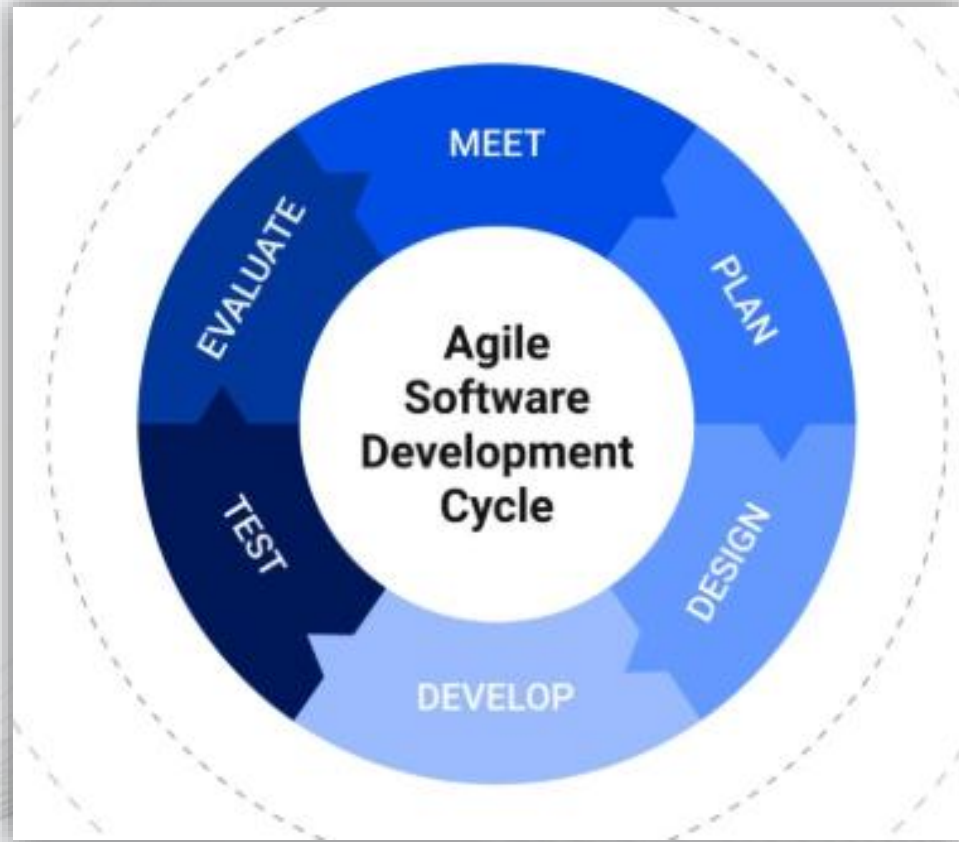 MEET
PLAN
DESIGN
DEVELOP
TEST
EVALUATE
Agile
Software
Development
Cycle